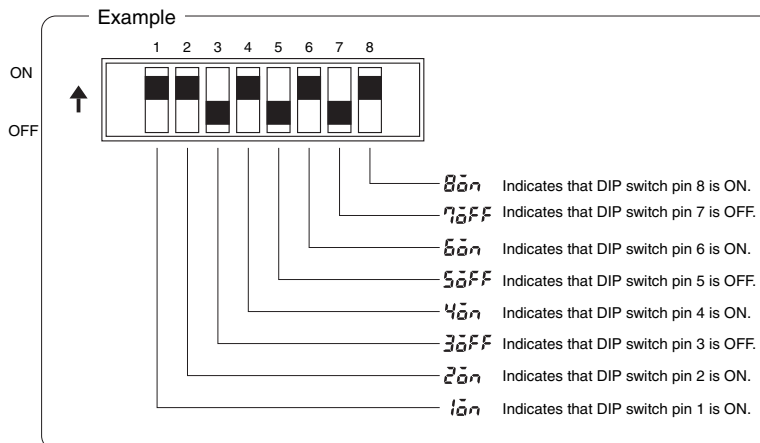 Example
1 2 3 4 5 6 7 8
ON
OFF
8on Indicates that DIP switch pin 8 is ON.
7oFF Indicates that DIP switch pin 7 is OFF.
6on Indicates that DIP switch pin 6 is ON.
5oFF Indicates that DIP switch pin 5 is OFF.
4on Indicates that DIP switch pin 4 is ON.
3oFF Indicates that DIP switch pin 3 is OFF.
2on Indicates that DIP switch pin 2 is ON.
1on Indicates that DIP switch pin 1 is ON.